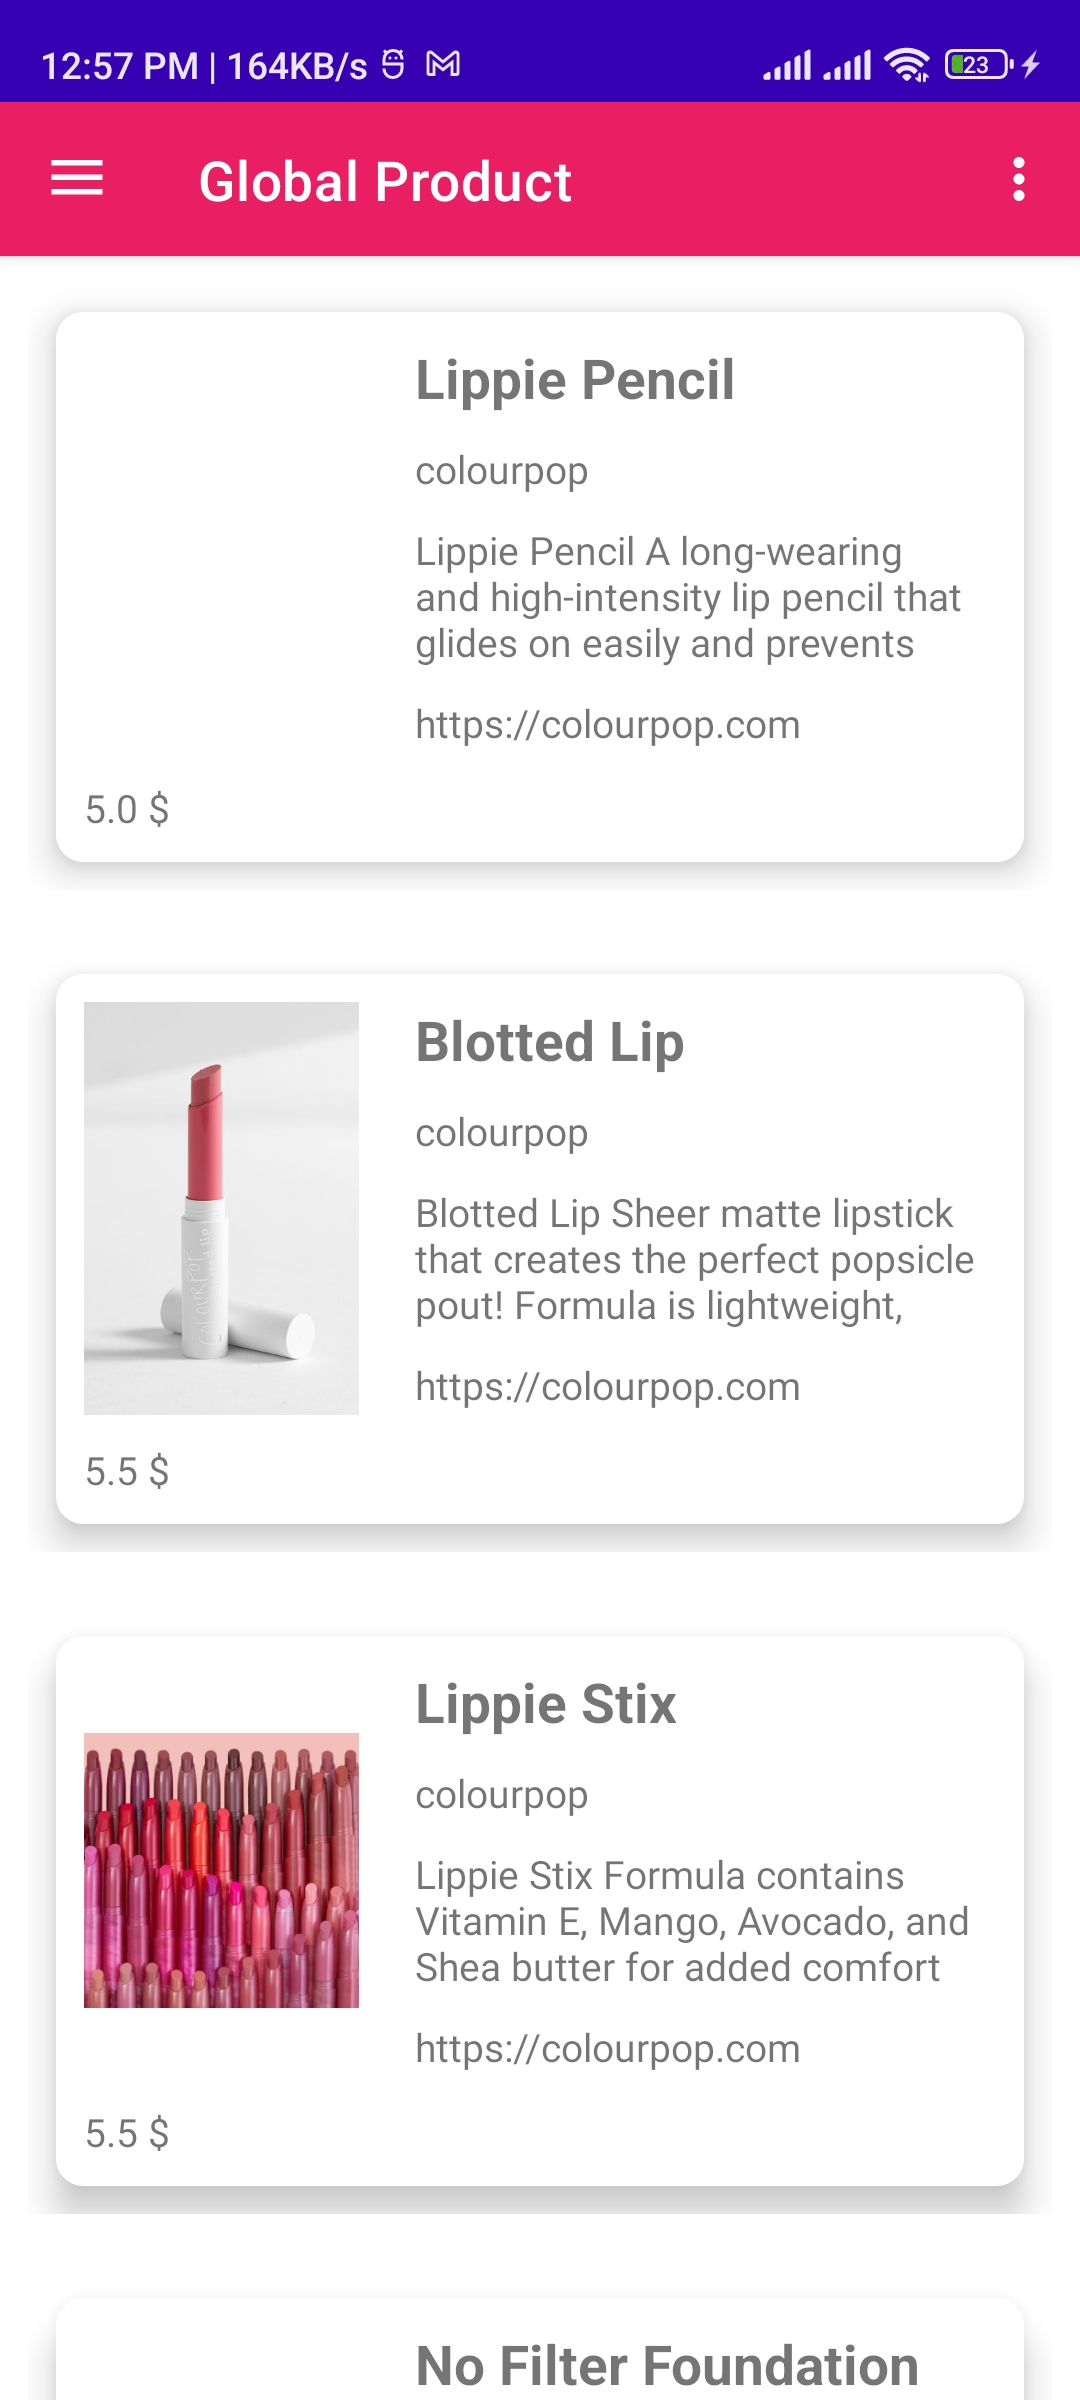 12:57 PM | 164KB/s
23
Global Product
Lippie Pencil
colourpop
Lippie Pencil A long-wearing
and high-intensity lip pencil that
glides on easily and prevents
https://colourpop.com
5.0 $
Blotted Lip
colourpop
Blotted Lip Sheer matte lipstick
that creates the perfect popsicle
pout! Formula is lightweight,
https://colourpop.com
COLOURPOP
blotted lip
5.5 $
Lippie Stix
colourpop
Lippie Stix Formula contains
Vitamin E, Mango, Avocado, and
Shea butter for added comfort
https://colourpop.com
5.5 $
No Filter Foundation